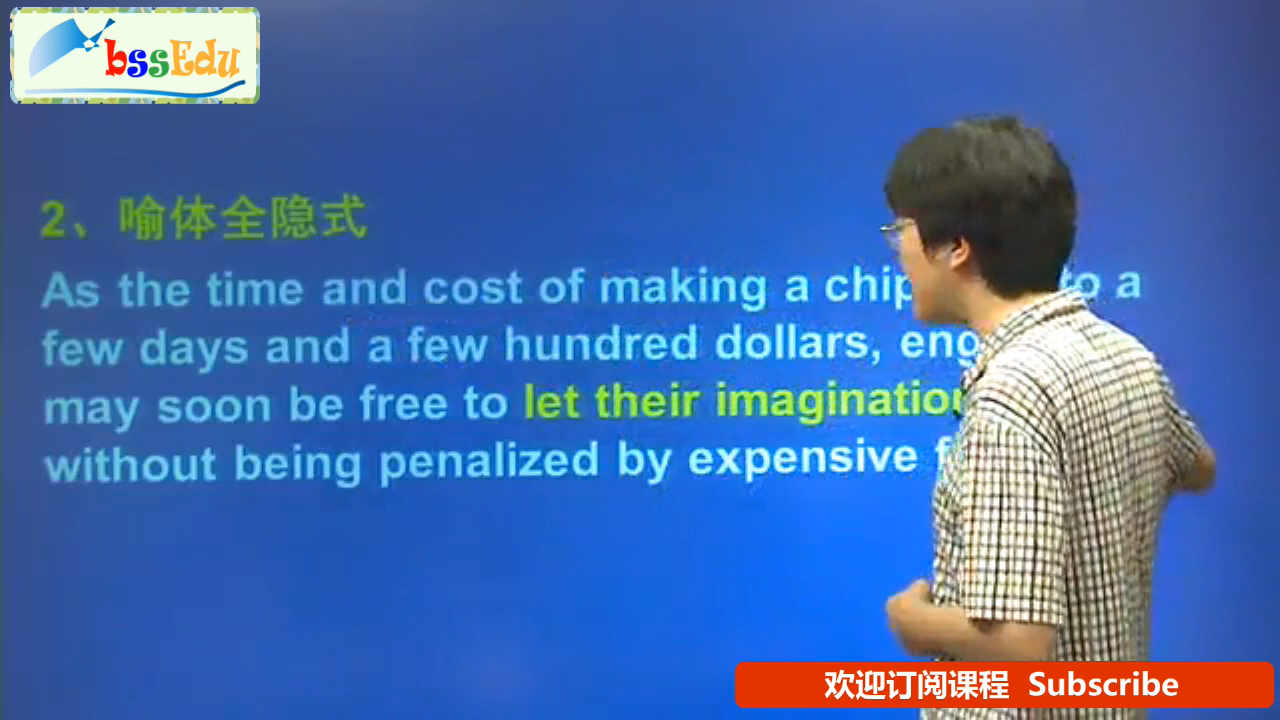 bssEdu
2、喻体全隐式
As the time and cost of making a chip to a
few days and a few hundred dollars,
may soon be free to let their
without being penalized by expensive
欢迎订阅课程 Subscribe